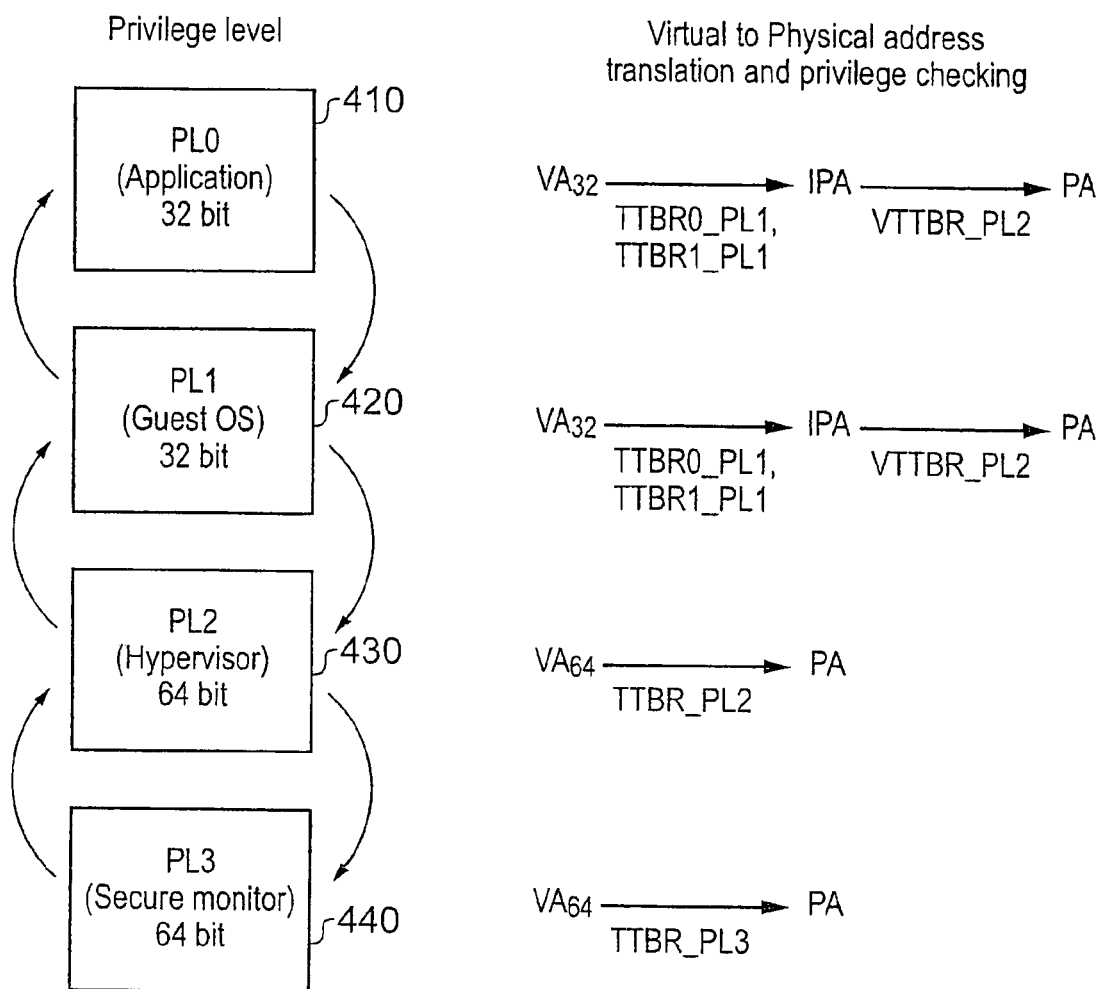 Privilege level
Virtual to Physical address
translation and privilege checking
410
PL0
(Application)
32 bit
VA32
IPA
PA
TTBR0_PL1,
TTBR1_PL1
VTTBR_PL2
PL1
(Guest OS)
32 bit
420
VA32
IPA
PA
TTBR0_PL1,
TTBR1_PL1
VTTBR_PL2
PL2
(Hypervisor)
64 bit
430
VA64
PA
TTBR_PL2
PL3
(Secure monitor)
64 bit
440
VA64
PA
TTBR_PL3